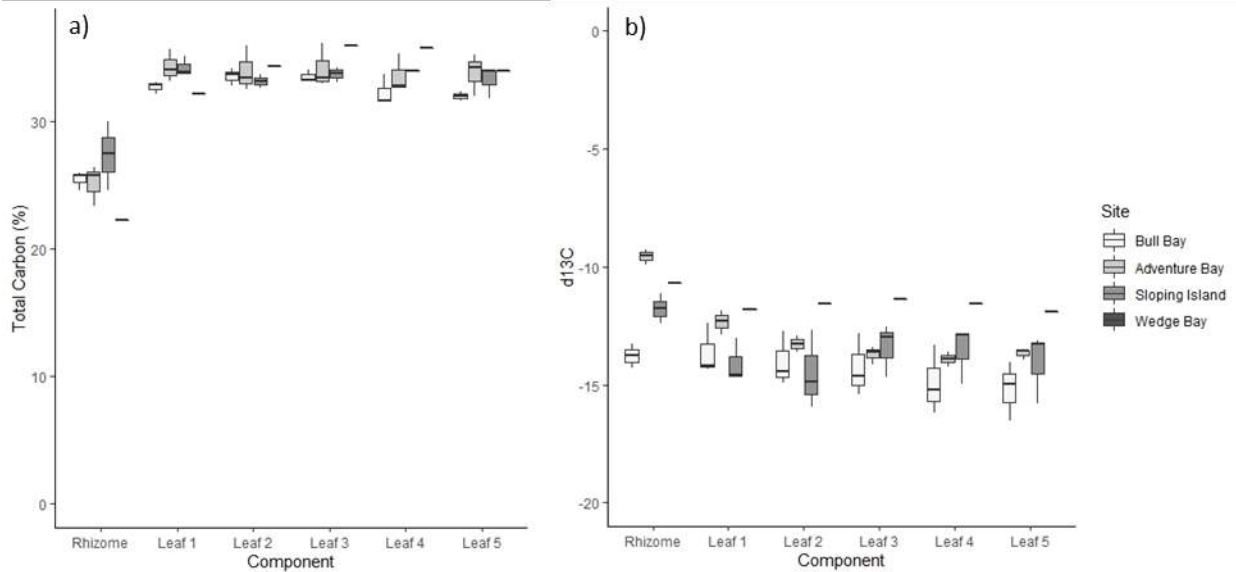 a)
Total Carbon (%)
30
20
10
0
Rhizome Leaf 1 Leaf 2 Leaf 3 Leaf 4 Leaf 5
Component
b)
d13C
0
-5
-10
-15
-20
Rhizome Leaf 1 Leaf 2 Leaf 3 Leaf 4 Leaf 5
Component
Site
Bull Bay
Adventure Bay
Sloping Island
Wedge Bay